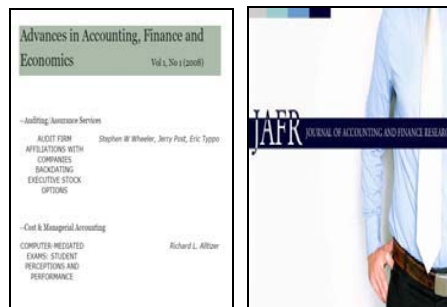 Advances in Accounting, Finance and
Economics
Vol 1, No 1 (2008)
--Auditing/Assurance Services
AUDIT FIRM
AFFILIATIONS WITH
COMPANIES
BACKDATING
EXECUTIVE STOCK
OPTIONS
Stephen W Wheeler, Jerry Post, Eric Typpo
--Cost & Managerial Accounting
COMPUTER-MEDIATED
EXAMS: STUDENT
PERCEPTIONS AND
PERFORMANCE
Richard L. Alltizer
JAFR JOURNAL OF ACCOUNTING AND FINANCE RESEARC